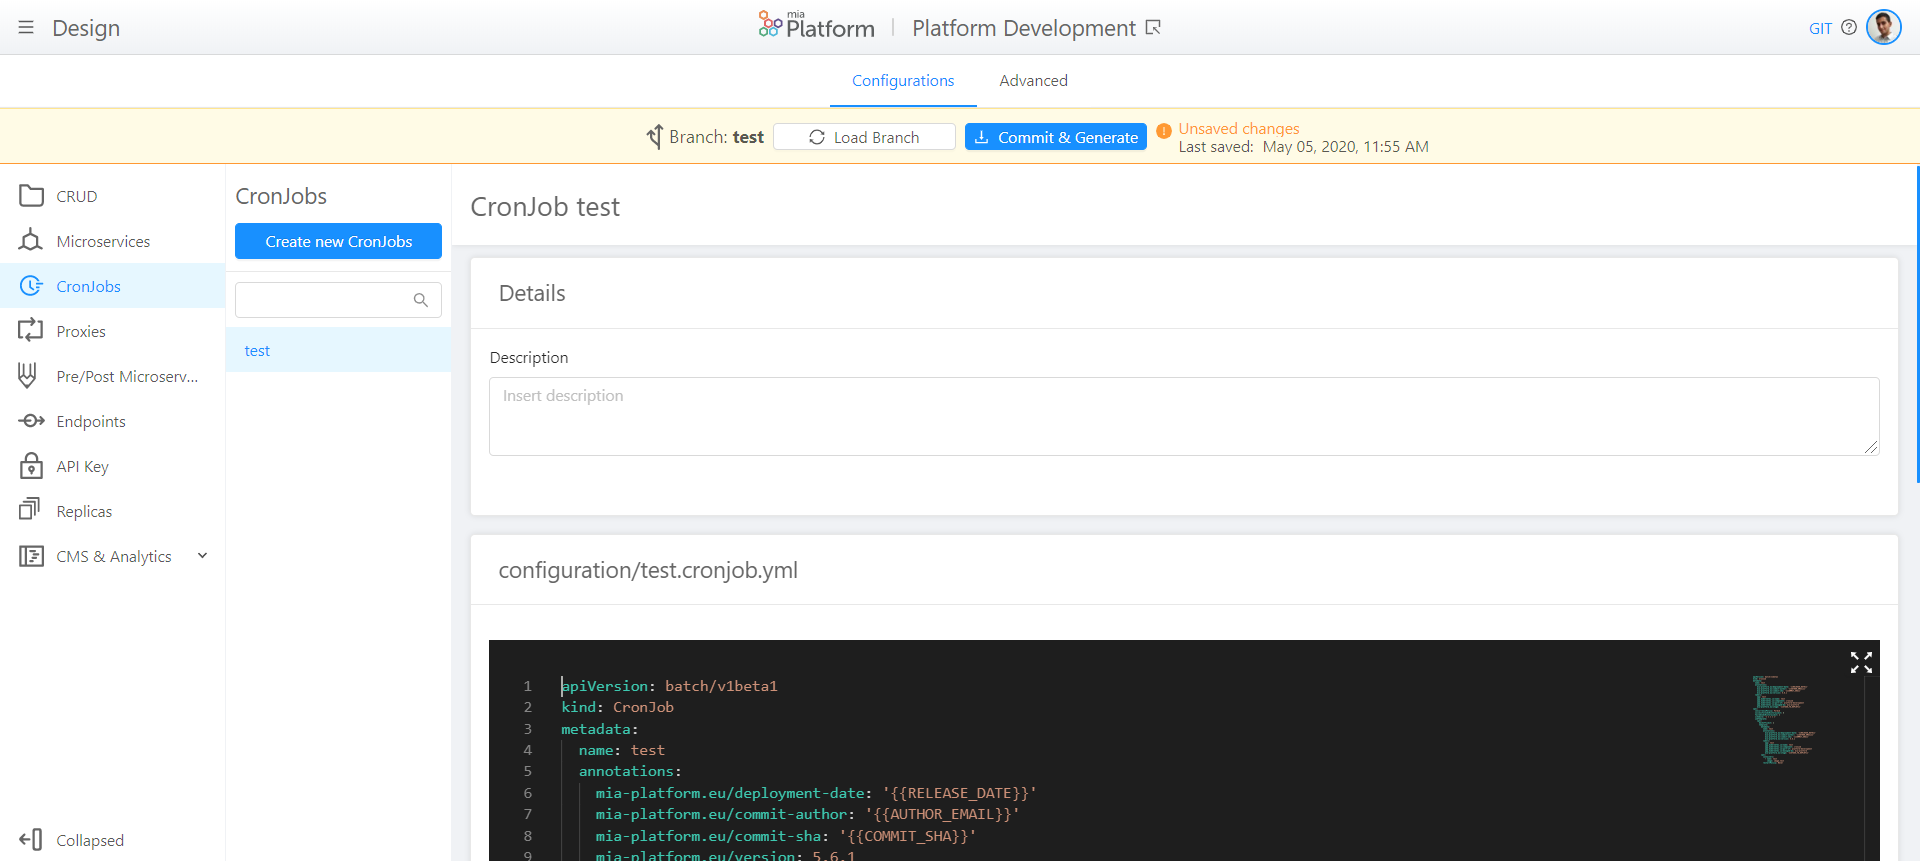 Design
mia
Platform
Platform Development
GIT
Configurations
Advanced
Branch: test
Load Branch
Commit & Generate
Unsaved changes
Last saved: May 05, 2020, 11:55 AM
CRUD
Microservices
CronJobs
Proxies
Pre/Post Microserv...
Endpoints
API Key
Replicas
CMS & Analytics
Collapsed
CronJobs
Create new CronJobs
test
CronJob test
Details
Description
Insert description
configuration/test.cronjob.yml
1 apiVersion: batch/v1beta1
2 kind: CronJob
3 metadata:
4 name: test
5 annotations:
6 mia-platform.eu/deployment-date: '{{RELEASE_DATE}}'
7 mia-platform.eu/commit-author: '{{AUTHOR_EMAIL}}'
8 mia-platform.eu/commit-sha: '{{COMMIT_SHA}}'
9 mia-platform.eu/version: 5.6.1